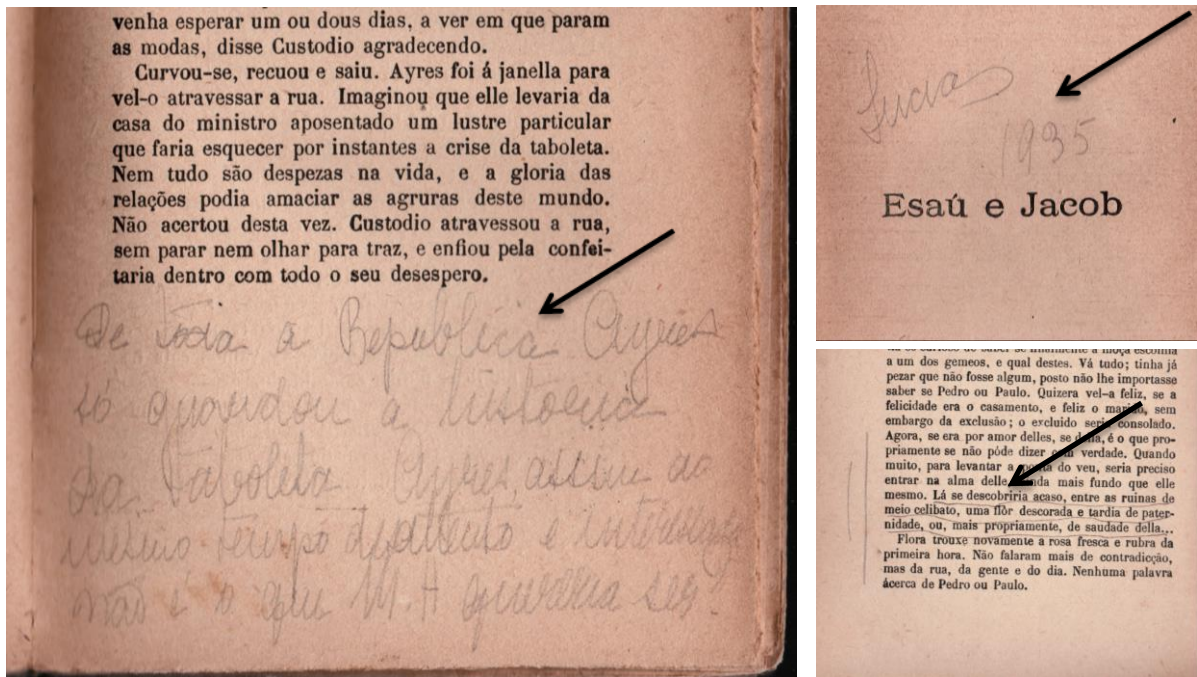 venha esperar um ou dous dias, a ver em que param
as modas, disse Custodio agradecendo.
Curvou-se, recuou e saiu. Ayres foi á janella para
vel-o atravessar a rua. Imaginou que elle levaria da
casa do ministro aposentado um lustre particular
que faria esquecer por instantes a crise da taboleta.
Nem tudo são despezas na vida, e a gloria das
relações podia amaciar as agruras deste mundo.
Não acertou desta vez. Custodio atravessou a rua,
sem parar nem olhar para traz, e enfiou pela confei-
taria dentro com todo o seu desespero.
De toda a Republica Ayres
só guardou a historia
da Taboleta. Ayres, assim ao
mesmo tempo
não é o que M. A quereria ser?
Lucia
1935
Esaú e Jacob
a um dos gemeos, e qual destes. Vá tudo; tinha já
pezar que não fosse algum, posto não lhe importasse
saber se Pedro ou Paulo. Quizera vel-a feliz, se a
felicidade era o casamento, e feliz o marido, sem
embargo da exclusão; o excluido seria consolado.
Agora, se era por amor delles, se della, é o que pro-
priamente se não póde dizer com verdade. Quando
muito, para levantar a ponta do veu, seria preciso
entrar na alma delle, ainda mais fundo que elle
mesmo. Lá se descobriria acaso, entre as ruinas de
meio celibato, uma flôr descorada e tardia de pater-
nidade, ou, mais propriamente, de saudade della...
Flora trouxe novamente a rosa fresca e rubra da
primeira hora. Não falaram mais de contradicção,
mas da rua, da gente e do dia. Nenhuma palavra
ácerca de Pedro ou Paulo.